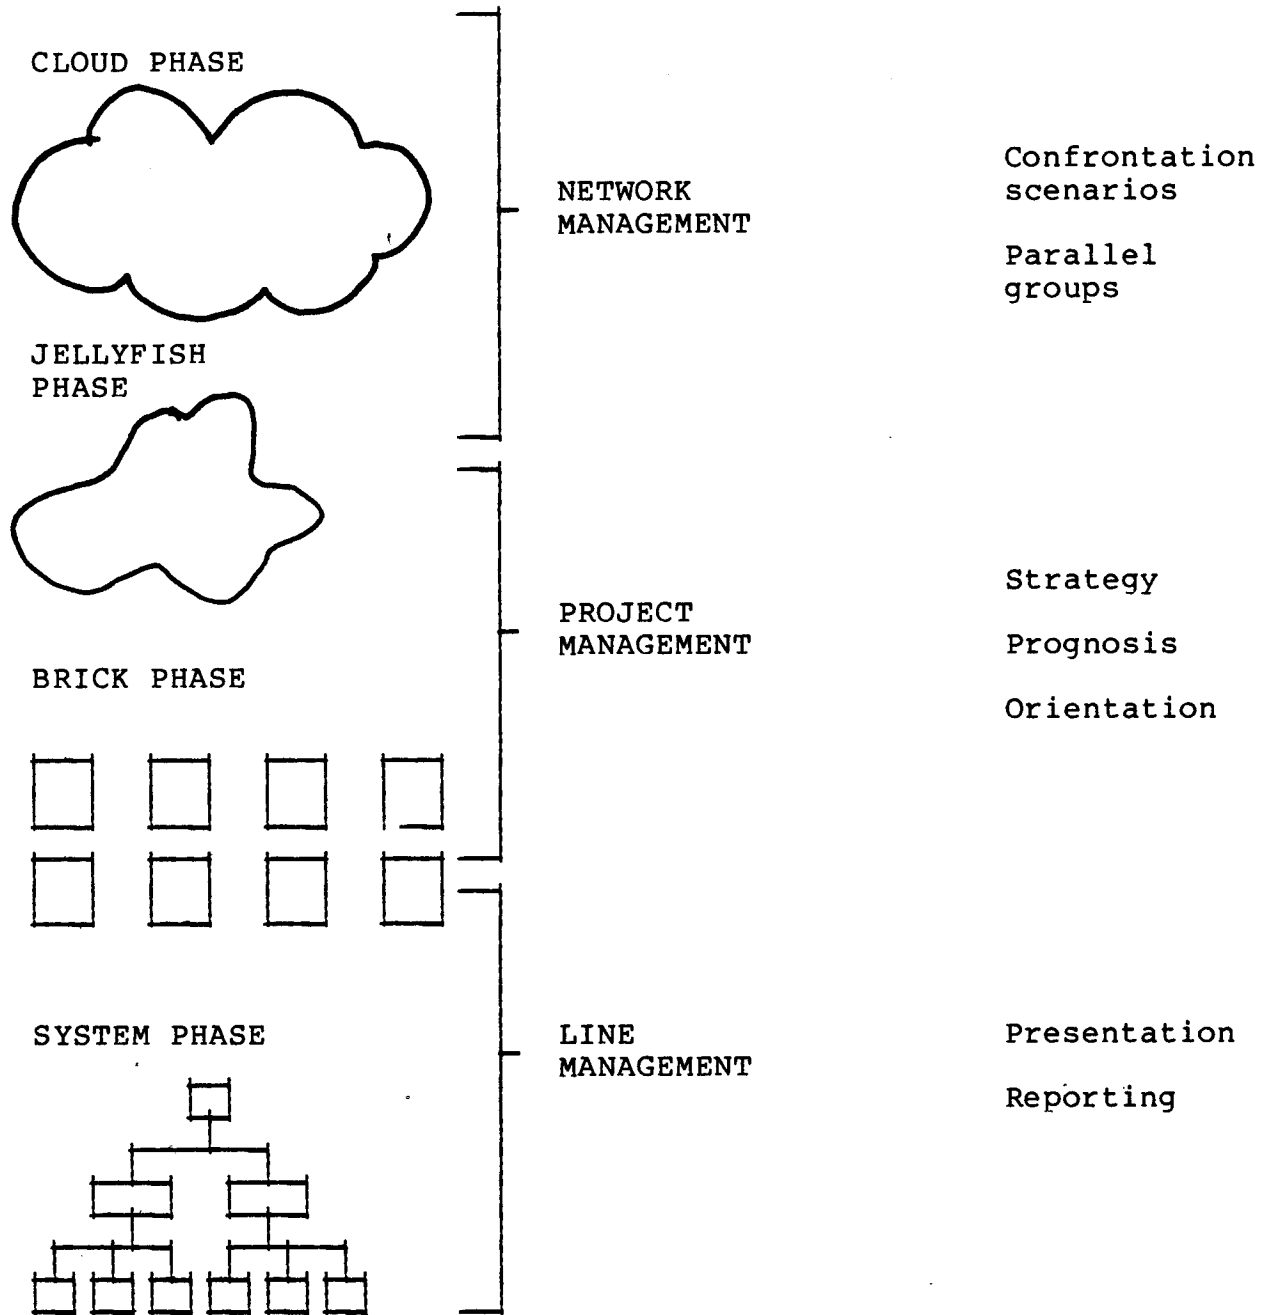 CLOUD PHASE
NETWORK
MANAGEMENT
Confrontation
scenarios
Parallel
groups
JELLYFISH
PHASE
PROJECT
MANAGEMENT
Strategy
Prognosis
Orientation
BRICK PHASE
SYSTEM PHASE
LINE
MANAGEMENT
Presentation
Reporting